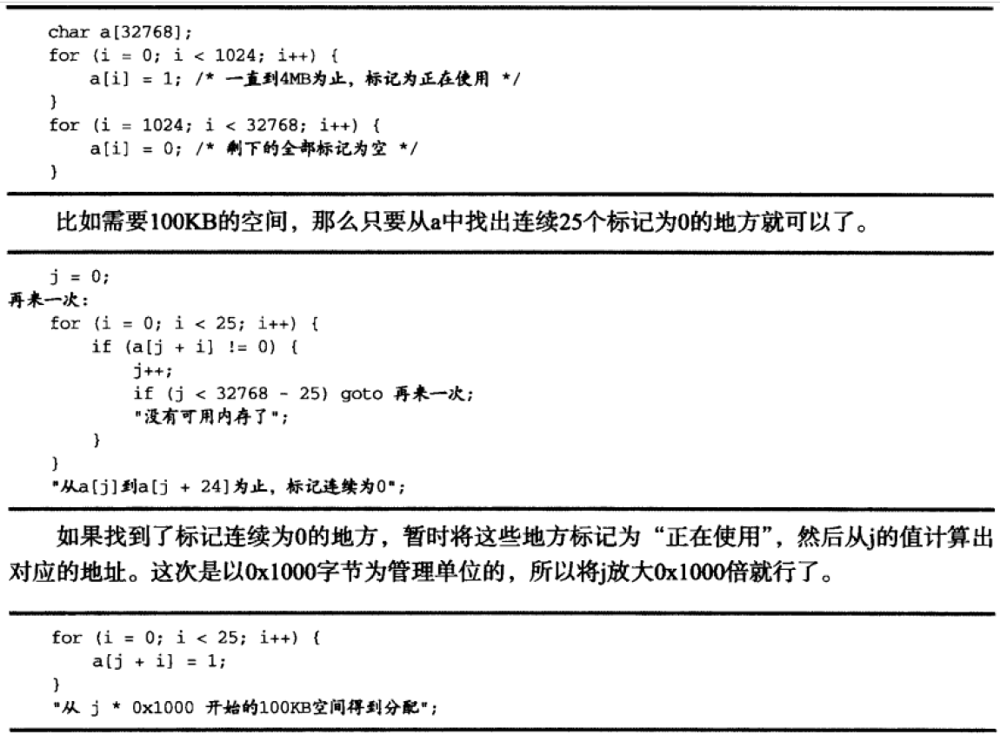 char a[32768];
for (i = 0; i < 1024; i++) {
    a[i] = 1; /* 一直到4MB为止，标记为正在使用 */
}
for (i = 1024; i < 32768; i++) {
    a[i] = 0; /* 剩下的全部标记为空 */
}
比如需要100KB的空间，那么只要从a中找出连续25个标记为0的地方就可以了。
j = 0;
再来一次:
for (i = 0; i < 25; i++) {
    if (a[j + i] != 0) {
        j++;
        if (j < 32768 - 25) goto 再来一次;
        "没有可用内存了";
    }
}
"从a[j]到a[j + 24]为止，标记连续为0";
如果找到了标记连续为0的地方，暂时将这些地方标记为“正在使用”，然后从j的值计算出
对应的地址。这次是以0x1000字节为管理单位的，所以将j放大0x1000倍就行了。
for (i = 0; i < 25; i++) {
    a[j + i] = 1;
}
"从 j * 0x1000 开始的100KB空间得到分配";